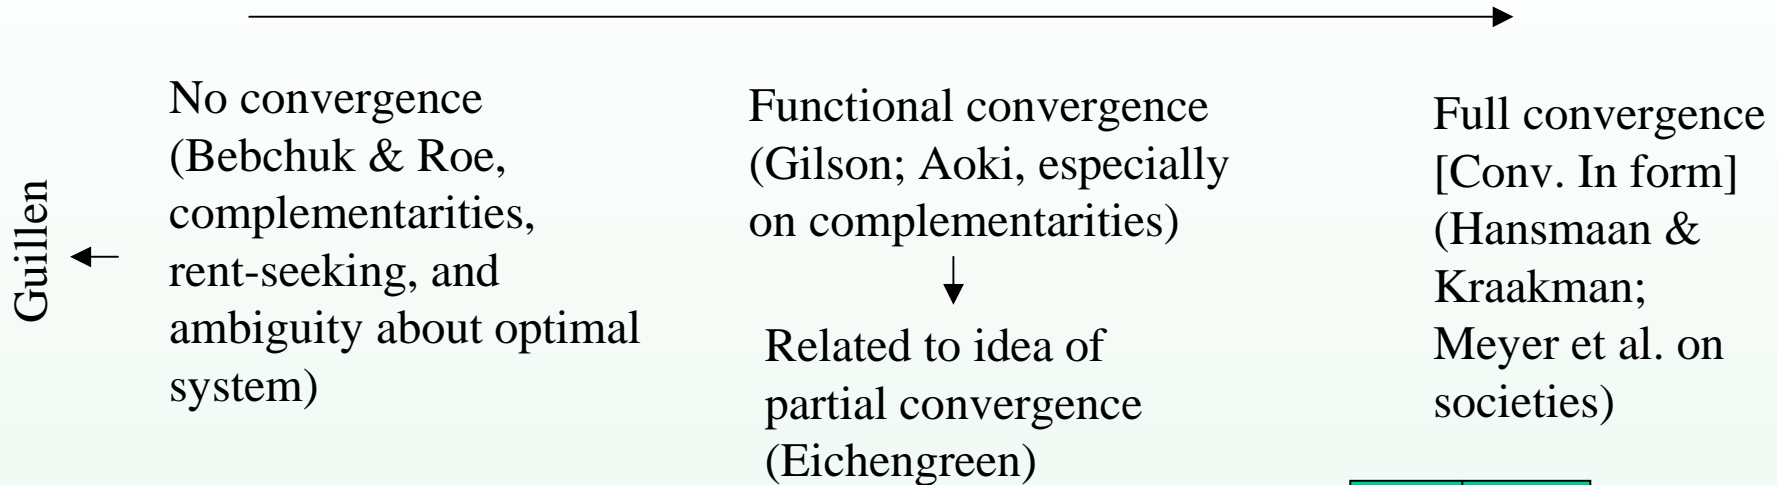 Guillen
No convergence
(Bebchuk & Roe,
complementarities,
rent-seeking, and
ambiguity about optimal
system)
Functional convergence
(Gilson; Aoki, especially
on complementarities)
Related to idea of
partial convergence
(Eichengreen)
Full convergence
[Conv. In form]
(Hansmaan &
Kraakman;
Meyer et al. on
societies)